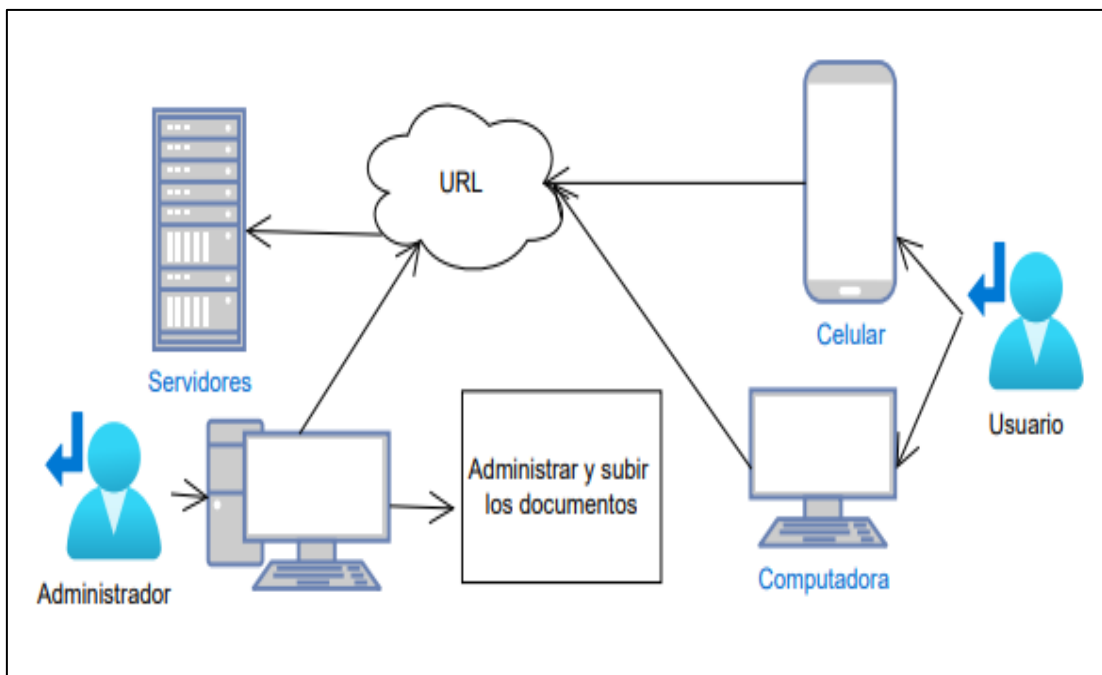 URL
Servidores
Celular
Usuario
Administrar y subir
los documentos
Computadora
Administrador